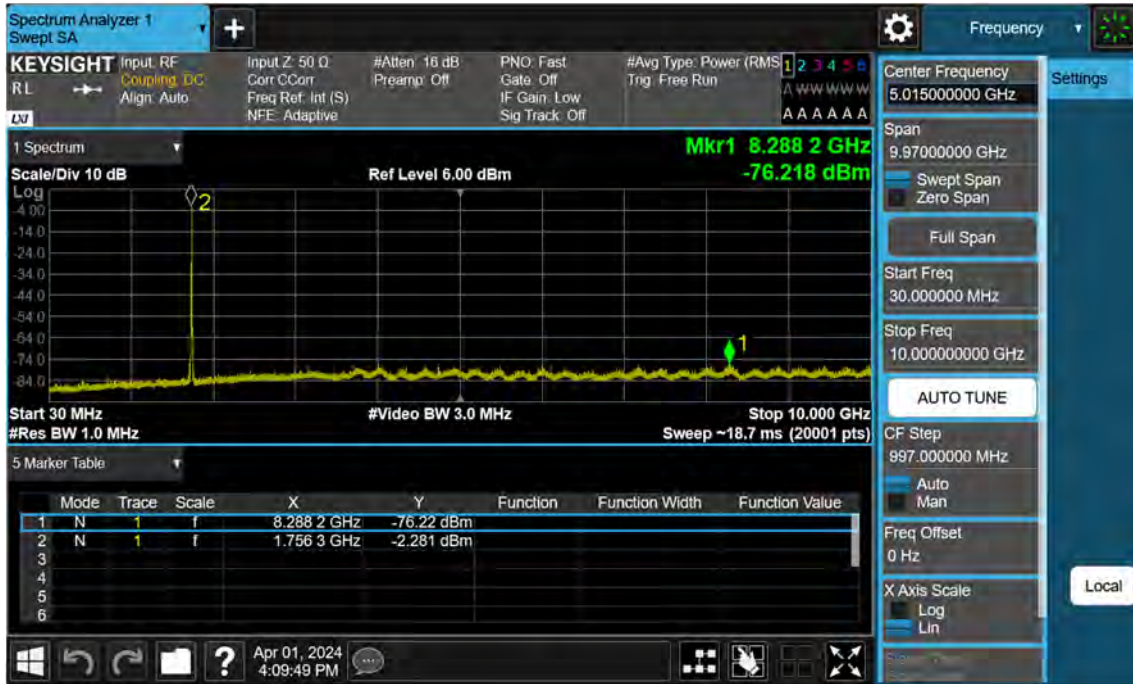 Spectrum Analyzer 1
Swept SA
+
Frequency
KEYSIGHT
RL
LXI
Input: RF
Coupling: DC
Align: Auto
Input Z: 50 Ω
Corr CCorr
Freq Ref: Int (S)
NFE: Adaptive
#Atten: 16 dB
Preamp: Off
PNO: Fast
Gate: Off
IF Gain: Low
Sig Track: Off
#Avg Type: Power (RMS
Trig: Free Run
1 2 3 4 5 6
A W W W W W
A A A A A A
Center Frequency
5.015000000 GHz
Settings
1 Spectrum
Mkr1 8.288 2 GHz
Scale/Div 10 dB
Ref Level 6.00 dBm
-76.218 dBm
Log
-4.00
-14.0
-24.0
-34.0
-44.0
-54.0
-64.0
-74.0
-84.0
2
1
Start 30 MHz
#Video BW 3.0 MHz
Stop 10.000 GHz
#Res BW 1.0 MHz
Sweep ~18.7 ms (20001 pts)
Span
9.97000000 GHz
Swept Span
Zero Span
Full Span
Start Freq
30.000000 MHz
Stop Freq
10.000000000 GHz
AUTO TUNE
CF Step
997.000000 MHz
Auto
Man
Freq Offset
0 Hz
X Axis Scale
Log
Lin
Local
5 Marker Table
Mode Trace Scale X Y Function Function Width Function Value
1 N 1 f 8.288 2 GHz -76.22 dBm
2 N 1 f 1.756 3 GHz -2.281 dBm
3
4
5
6
?
Apr 01, 2024
4:09:49 PM